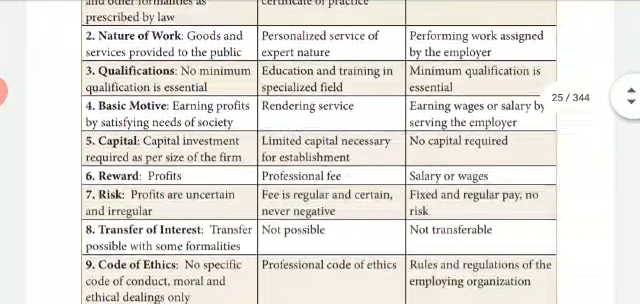 and other formalities as
prescribed by law
certificate of practice
2. Nature of Work: Goods and
services provided to the public
Personalized service of
expert nature
Performing work assigned
by the employer
3. Qualifications: No minimum
qualification is essential
Education and training in
specialized field
Minimum qualification is
essential
4. Basic Motive: Earning profits
by satisfying needs of society
Rendering service
Earning wages or salary by
serving the employer
25 / 344
5. Capital: Capital investment
required as per size of the firm
Limited capital necessary
for establishment
No capital required
6. Reward: Profits
Professional fee
Salary or wages
7. Risk: Profits are uncertain
and irregular
Fee is regular and certain,
never negative
Fixed and regular pay, no
risk
8. Transfer of Interest: Transfer
possible with some formalities
Not possible
Not transferable
9. Code of Ethics: No specific
code of conduct, moral and
ethical dealings only
Professional code of ethics
Rules and regulations of the
employing organization